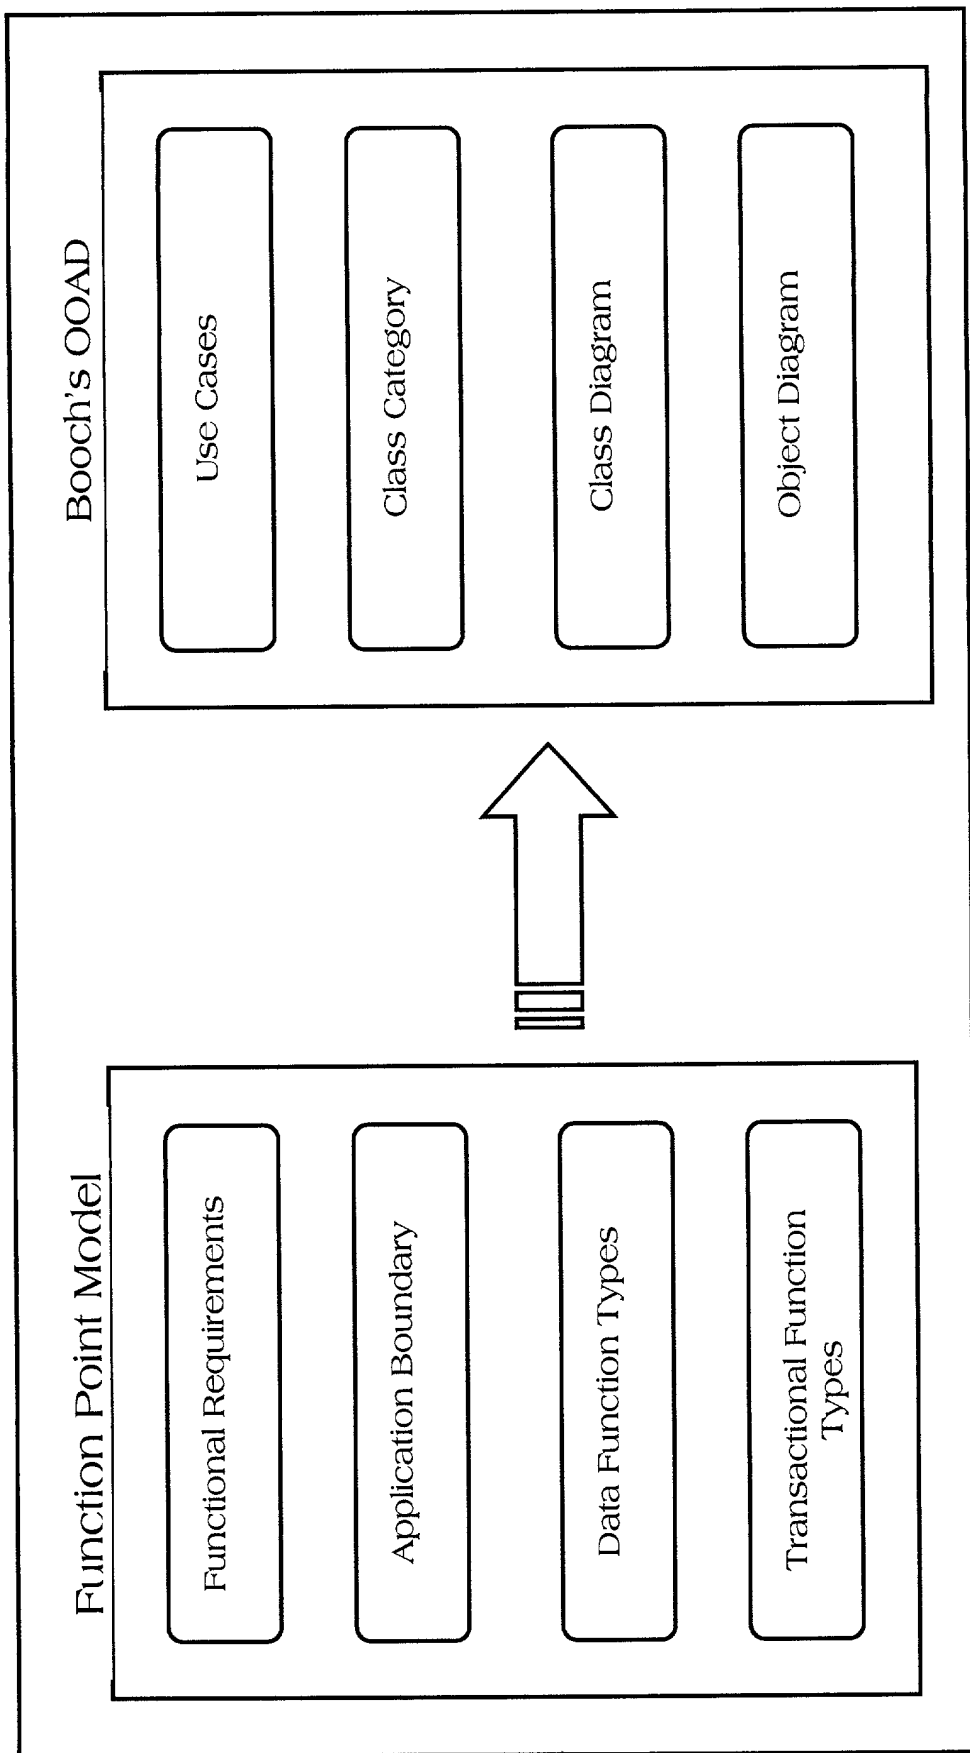 Function Point Model
Functional Requirements
Application Boundary
Data Function Types
Transactional Function
Types
Booch's OOAD
Use Cases
Class Category
Class Diagram
Object Diagram